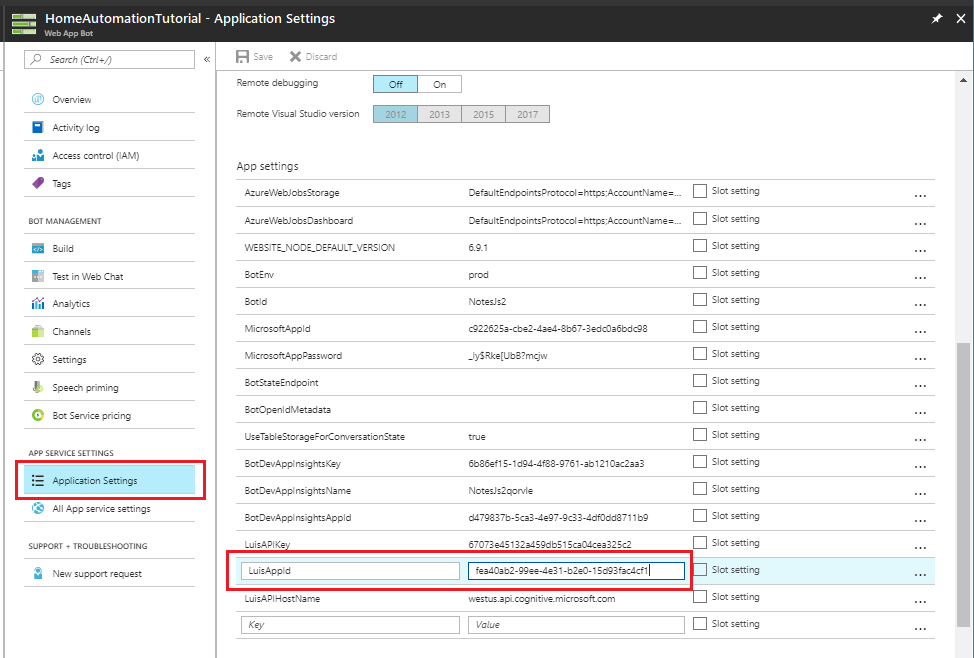 HomeAutomationTutorial - Application Settings
Web App Bot
Search (Ctrl+/)
«
Overview
Activity log
Access control (IAM)
Tags
BOT MANAGEMENT
Build
Test in Web Chat
Analytics
Channels
Settings
Speech priming
Bot Service pricing
APP SERVICE SETTINGS
Application Settings
All App service settings
SUPPORT + TROUBLESHOOTING
New support request
Save Discard
Remote debugging Off On
Remote Visual Studio version 2012 2013 2015 2017
App settings
AzureWebJobsStorage DefaultEndpointsProtocol=https;AccountName=... Slot setting ...
AzureWebJobsDashboard DefaultEndpointsProtocol=https;AccountName=... Slot setting ...
WEBSITE_NODE_DEFAULT_VERSION 6.9.1 Slot setting ...
BotEnv prod Slot setting ...
BotId NotesJs2 Slot setting ...
MicrosoftAppId c922625a-cbe2-4ae4-8b67-3edc0a6bdc98 Slot setting ...
MicrosoftAppPassword _Iy$Rke[UbB?mcjw Slot setting ...
BotStateEndpoint Slot setting ...
BotOpenIdMetadata Slot setting ...
UseTableStorageForConversationState true Slot setting ...
BotDevAppInsightsKey 6b86ef15-1d94-4f88-9761-ab1210ac2aa3 Slot setting ...
BotDevAppInsightsName NotesJs2qorvle Slot setting ...
BotDevAppInsightsAppId d479837b-5ca3-4e97-9c33-4df0dd8711b9 Slot setting ...
LuisAPIKey 67073e45132a459db515ca04cea325c2 Slot setting ...
LuisAppId fea40ab2-99ee-4e31-b2e0-15d93fac4cf1 Slot setting ...
LuisAPIHostName westus.api.cognitive.microsoft.com Slot setting ...
Key Value Slot setting ...